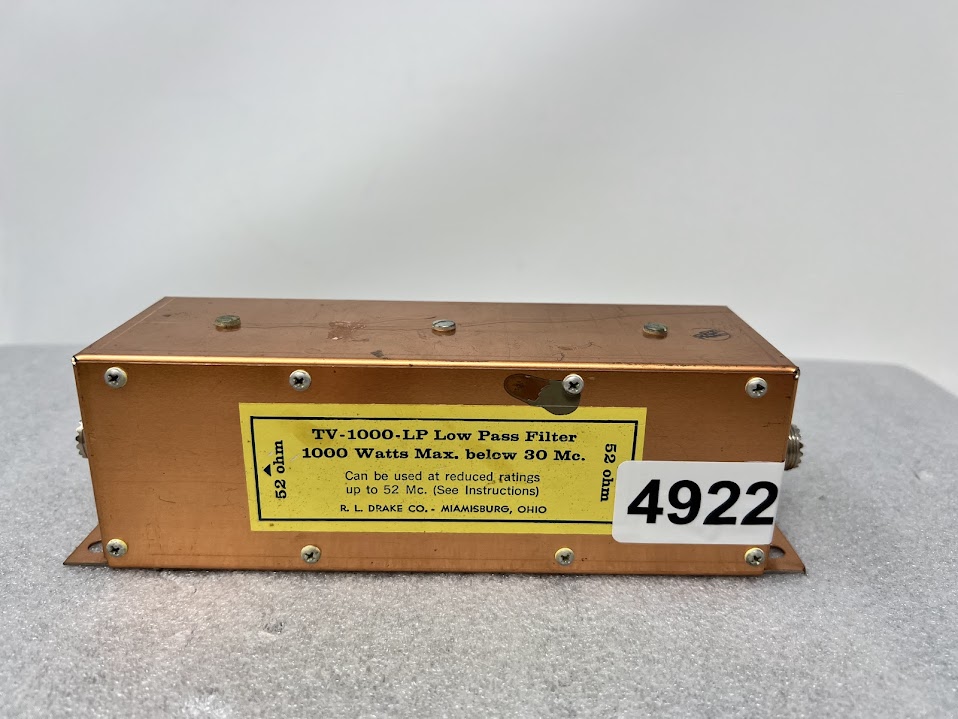 TV-1000-LP Low Pass Filter
1000 Watts Max. below 30 Mc.
Can be used at reduced ratings
up to 52 Mc. (See Instructions)
R. L. DRAKE CO. - MIAMISBURG, OHIO
52 ohm
52 ohm
4922